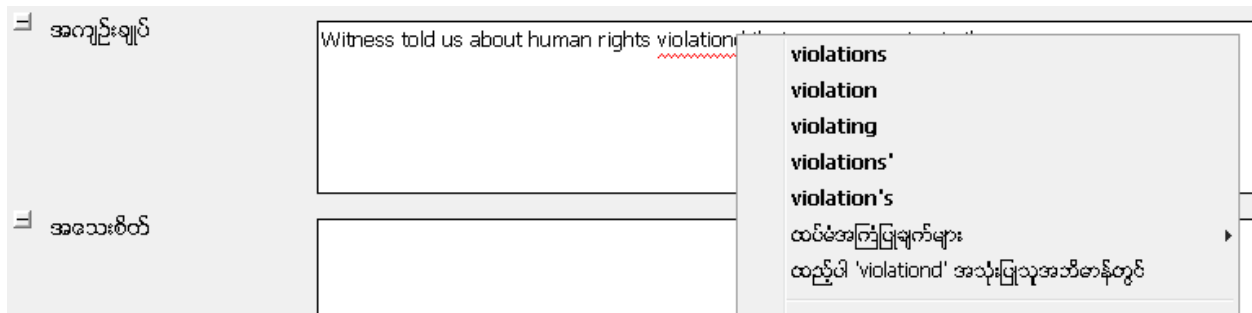 အကျဉ်းချုပ်
Witness told us about human rights violationd
violations
violation
violating
violations'
violation's
ထပ်မံအကြံပြုချက်များ
ထည့်ပါ 'violationd' အသုံးပြုသူအဘိဓာန်တွင်
အသေးစိတ်